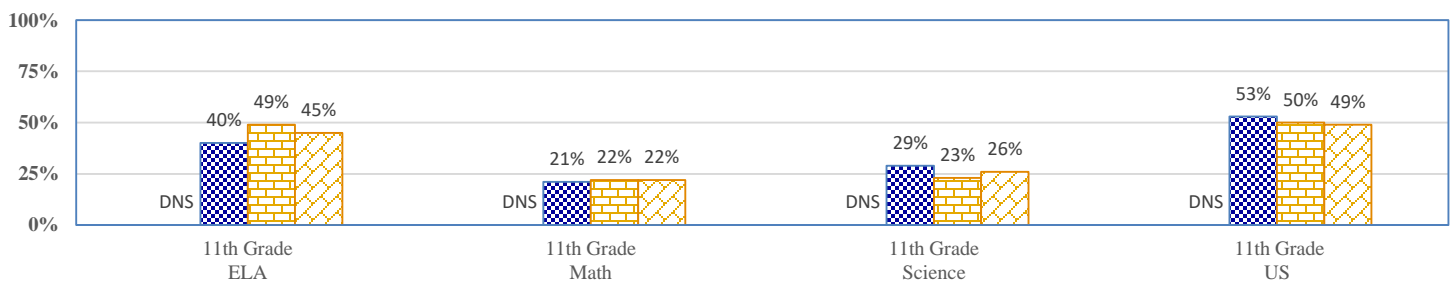 100%
75%
50%
25%
0%
DNS 40% 49% 45%
DNS 21% 22% 22%
DNS 29% 23% 26%
DNS 53% 50% 49%
11th Grade
ELA
11th Grade
Math
11th Grade
Science
11th Grade
US